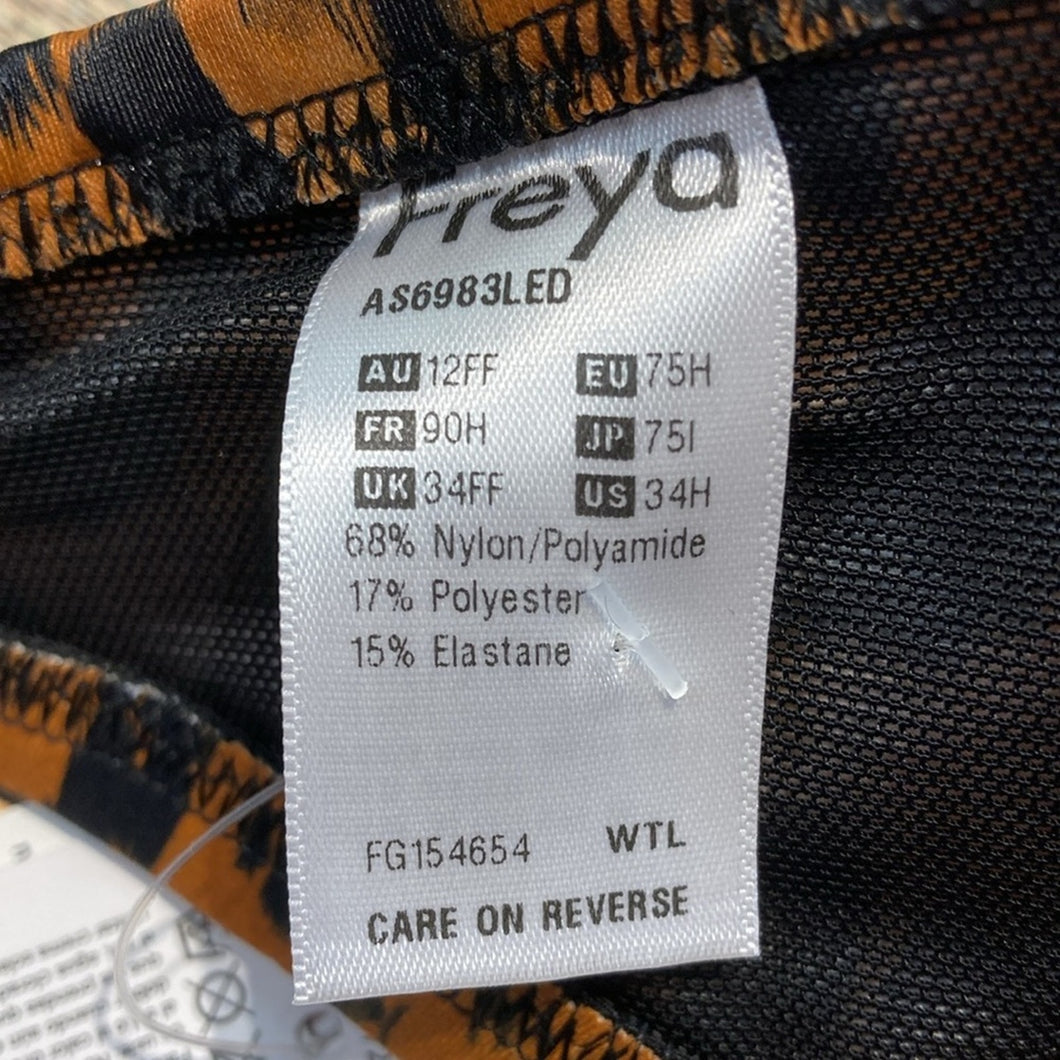 Freya
AS6983LED
AU 12FF EU 75H
FR 90H JP 75I
UK 34FF US 34H
68% Nylon/Polyamide
17% Polyester
15% Elastane
FG154654 WTL
CARE ON REVERSE